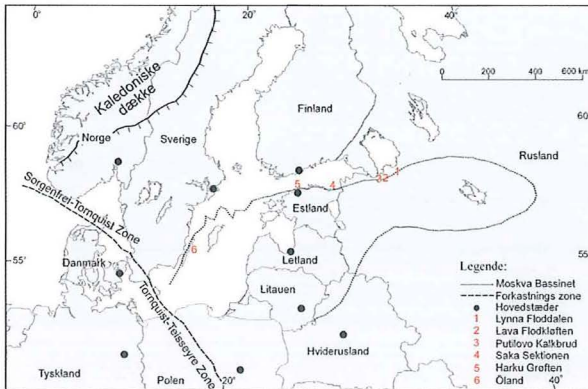 0°
20°
40°
0 200 400 600 km
Kaledoniske
dække
Finland
60°
60
Norge
Sverige
Rusland
1
32
5
4
Estland
Sorgenfrei-Tornquist Zone
6
55°
Danmark
Letland
Litauen
Tornquist-Teisseyre Zone
Hviderusland
Tyskland
Polen
20°
40°
55
Legende:
Moskva Bassinet
Forkastnings zone
Hovedstæder
1 Lynna Floddalen
2 Lava Flodkløften
3 Putilovo Kalkbrud
4 Saka Sektionen
5 Harku Grøften
6 Öland